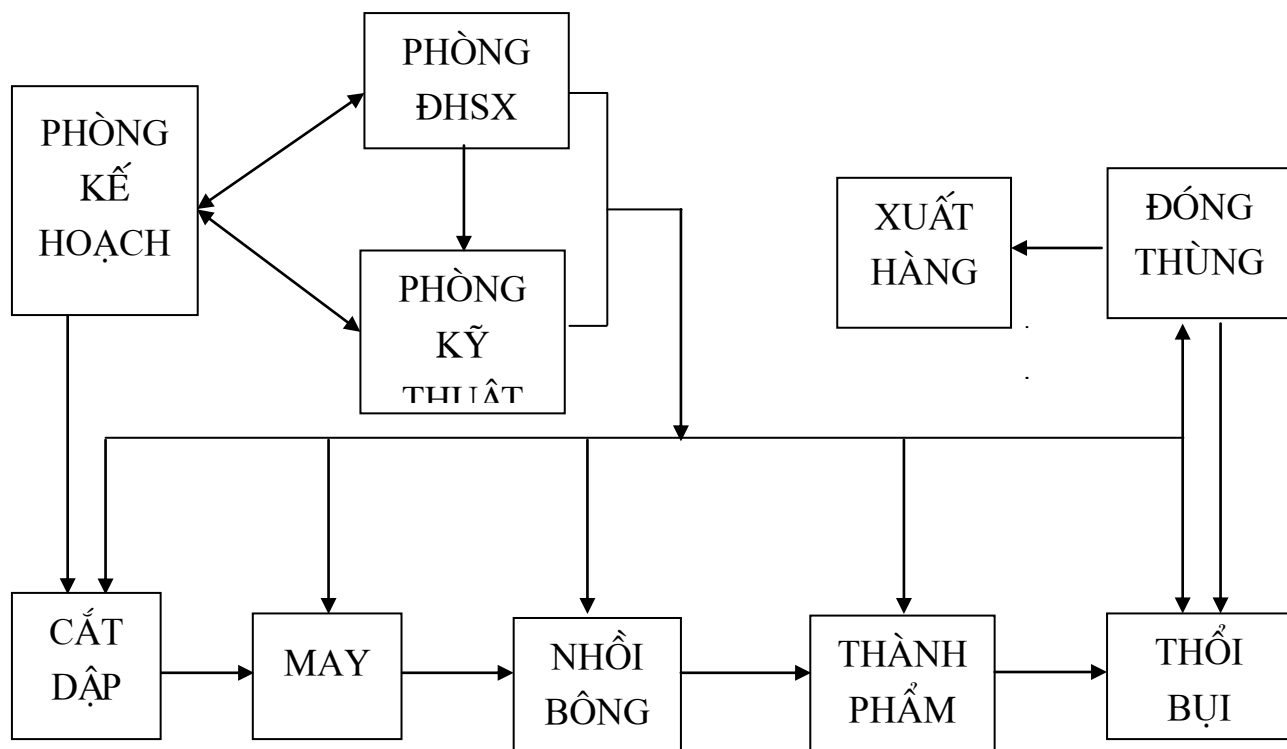 PHÒNG
ĐHSX
PHÒNG
KẾ
HOẠCH
PHÒNG
KỸ
THUẬT
XUẤT
HÀNG
ĐÓNG
THÙNG
CẮT
DẬP
MAY
NHỒI
BÔNG
THÀNH
PHẨM
THỔI
BỤI